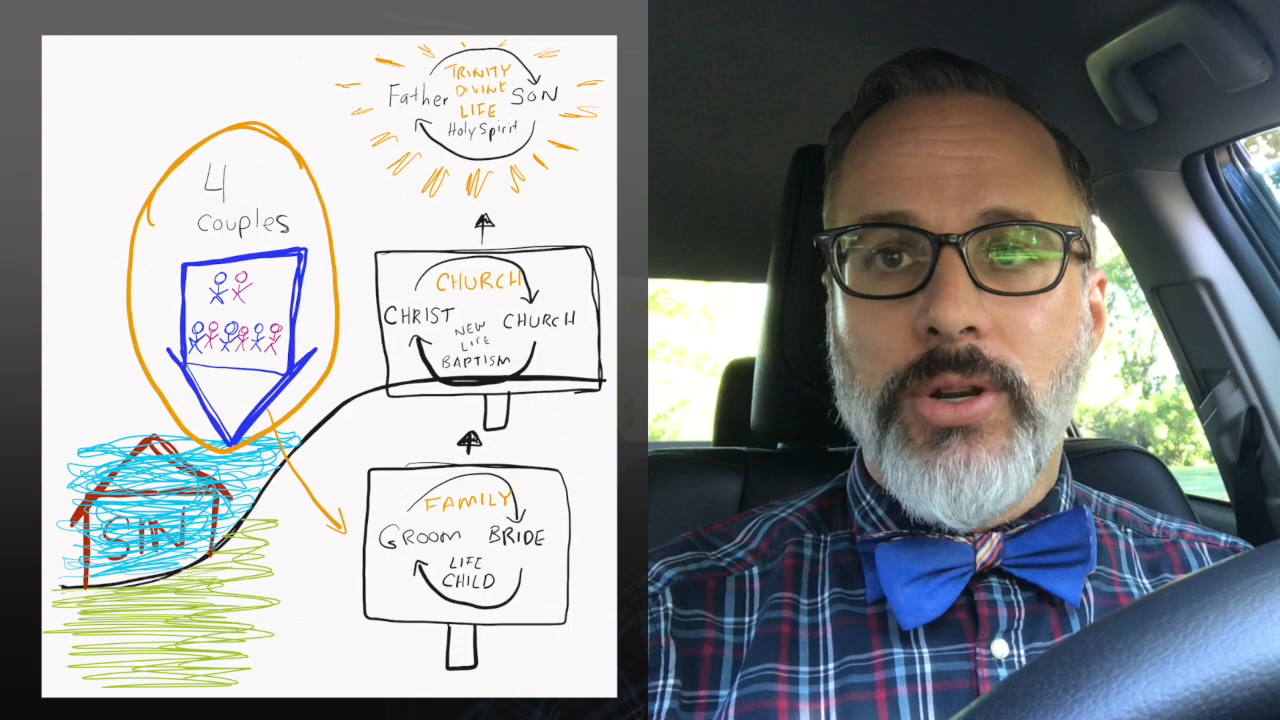 TRINITY
DIVINE
LIFE
Father
SON
Holy Spirit
4
couples
CHURCH
CHRIST
CHURCH
NEW
LIFE
BAPTISM
SIN
FAMILY
GROOM
BRIDE
LIFE
CHILD